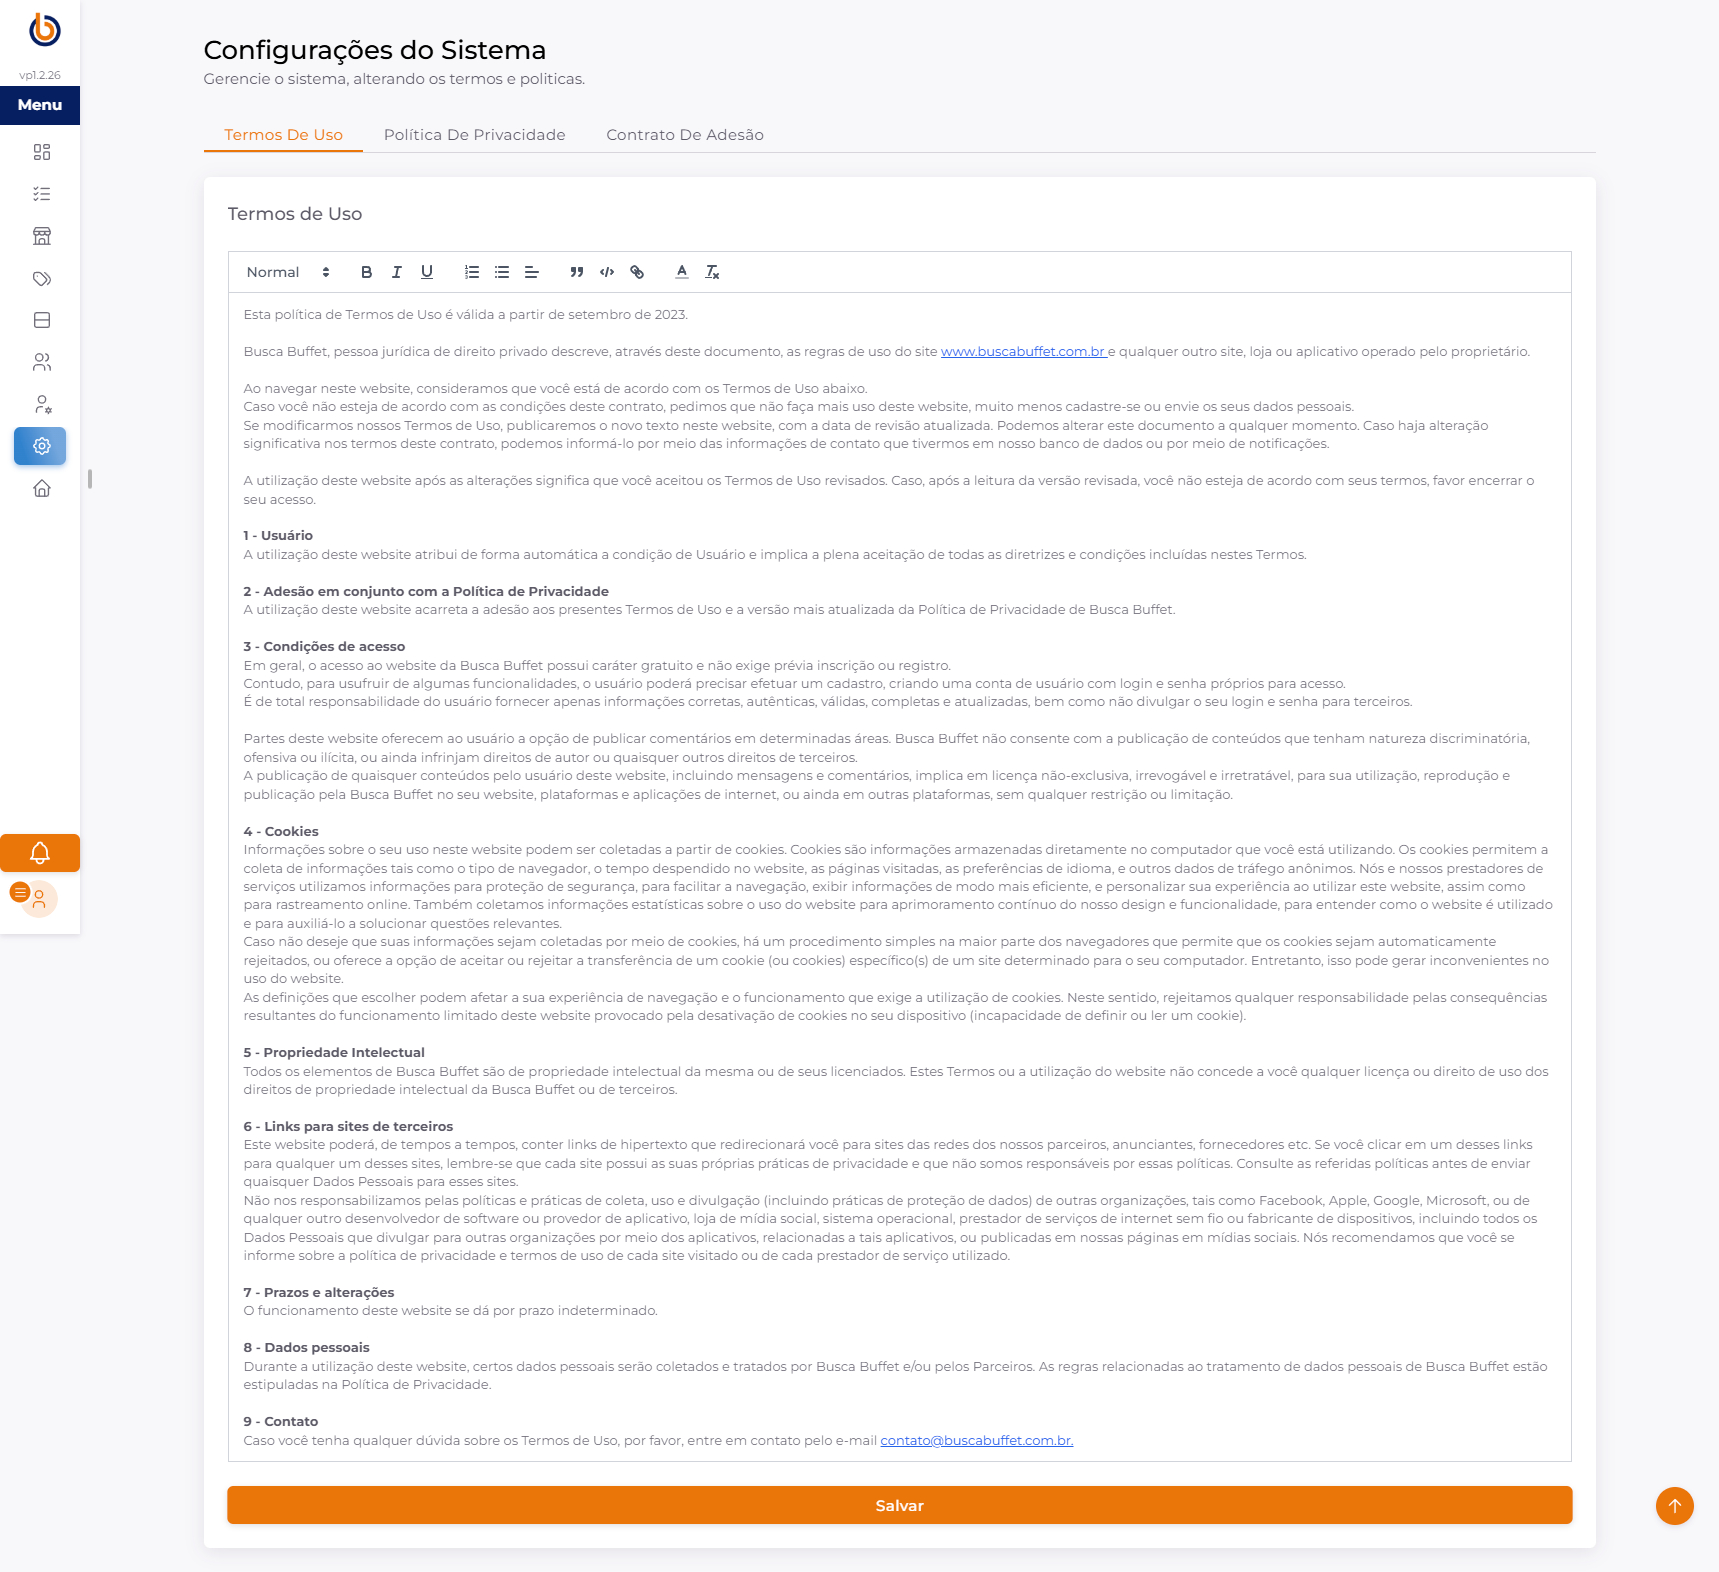 vp1.2.26
Menu
Configurações do Sistema
Gerencie o sistema, alterando os termos e politicas.
Termos De Uso
Política De Privacidade
Contrato De Adesão
Termos de Uso
Normal
Esta política de Termos de Uso é válida a partir de setembro de 2023.
Busca Buffet, pessoa jurídica de direito privado descreve, através deste documento, as regras de uso do site www.buscabuffet.com.br e qualquer outro site, loja ou aplicativo operado pelo proprietário.
Ao navegar neste website, consideramos que você está de acordo com os Termos de Uso abaixo.
Caso você não esteja de acordo com as condições deste contrato, pedimos que não faça mais uso deste website, muito menos cadastre-se ou envie os seus dados pessoais.
Se modificarmos nossos Termos de Uso, publicaremos o novo texto neste website, com a data de revisão atualizada. Podemos alterar este documento a qualquer momento. Caso haja alteração
significativa nos termos deste contrato, podemos informá-lo por meio das informações de contato que tivermos em nosso banco de dados ou por meio de notificações.
A utilização deste website após as alterações significa que você aceitou os Termos de Uso revisados. Caso, após a leitura da versão revisada, você não esteja de acordo com seus termos, favor encerrar o
seu acesso.
1 - Usuário
A utilização deste website atribui de forma automática a condição de Usuário e implica a plena aceitação de todas as diretrizes e condições incluídas nestes Termos.
2 - Adesão em conjunto com a Política de Privacidade
A utilização deste website acarreta a adesão aos presentes Termos de Uso e a versão mais atualizada da Política de Privacidade de Busca Buffet.
3 - Condições de acesso
Em geral, o acesso ao website da Busca Buffet possui caráter gratuito e não exige prévia inscrição ou registro.
Contudo, para usufruir de algumas funcionalidades, o usuário poderá precisar efetuar um cadastro, criando uma conta de usuário com login e senha próprios para acesso.
É de total responsabilidade do usuário fornecer apenas informações corretas, autênticas, válidas, completas e atualizadas, bem como não divulgar o seu login e senha para terceiros.
Partes deste website oferecem ao usuário a opção de publicar comentários em determinadas áreas. Busca Buffet não consente com a publicação de conteúdos que tenham natureza discriminatória,
ofensiva ou ilícita, ou ainda infrinjam direitos de autor ou quaisquer outros direitos de terceiros.
A publicação de quaisquer conteúdos pelo usuário deste website, incluindo mensagens e comentários, implica em licença não-exclusiva, irrevogável e irretratável, para sua utilização, reprodução e
publicação pela Busca Buffet no seu website, plataformas e aplicações de internet, ou ainda em outras plataformas, sem qualquer restrição ou limitação.
4 - Cookies
Informações sobre o seu uso neste website podem ser coletadas a partir de cookies. Cookies são informações armazenadas diretamente no computador que você está utilizando. Os cookies permitem a
coleta de informações tais como o tipo de navegador, o tempo despendido no website, as páginas visitadas, as preferências de idioma, e outros dados de tráfego anônimos. Nós e nossos prestadores de
serviços utilizamos informações para proteção de segurança, para facilitar a navegação, exibir informações de modo mais eficiente, e personalizar sua experiência ao utilizar este website, assim como
para rastreamento online. Também coletamos informações estatísticas sobre o uso do website para aprimoramento contínuo do nosso design e funcionalidade, para entender como o website é utilizado
e para auxiliá-lo a solucionar questões relevantes.
Caso não deseje que suas informações sejam coletadas por meio de cookies, há um procedimento simples na maior parte dos navegadores que permite que os cookies sejam automaticamente
rejeitados, ou oferece a opção de aceitar ou rejeitar a transferência de um cookie (ou cookies) específico(s) de um site determinado para o seu computador. Entretanto, isso pode gerar inconvenientes no
uso do website.
As definições que escolher podem afetar a sua experiência de navegação e o funcionamento que exige a utilização de cookies. Neste sentido, rejeitamos qualquer responsabilidade pelas consequências
resultantes do funcionamento limitado deste website provocado pela desativação de cookies no seu dispositivo (incapacidade de definir ou ler um cookie).
5 - Propriedade Intelectual
Todos os elementos de Busca Buffet são de propriedade intelectual da mesma ou de seus licenciados. Estes Termos ou a utilização do website não concede a você qualquer licença ou direito de uso dos
direitos de propriedade intelectual da Busca Buffet ou de terceiros.
6 - Links para sites de terceiros
Este website poderá, de tempos a tempos, conter links de hipertexto que redirecionará você para sites das redes dos nossos parceiros, anunciantes, fornecedores etc. Se você clicar em um desses links
para qualquer um desses sites, lembre-se que cada site possui as suas próprias práticas de privacidade e que não somos responsáveis por essas políticas. Consulte as referidas políticas antes de enviar
quaisquer Dados Pessoais para esses sites.
Não nos responsabilizamos pelas políticas e práticas de coleta, uso e divulgação (incluindo práticas de proteção de dados) de outras organizações, tais como Facebook, Apple, Google, Microsoft, ou de
qualquer outro desenvolvedor de software ou provedor de aplicativo, loja de mídia social, sistema operacional, prestador de serviços de internet sem fio ou fabricante de dispositivos, incluindo todos os
Dados Pessoais que divulgar para outras organizações por meio dos aplicativos, relacionadas a tais aplicativos, ou publicadas em nossas páginas em mídias sociais. Nós recomendamos que você se
informe sobre a política de privacidade e termos de uso de cada site visitado ou de cada prestador de serviço utilizado.
7 - Prazos e alterações
O funcionamento deste website se dá por prazo indeterminado.
8 - Dados pessoais
Durante a utilização deste website, certos dados pessoais serão coletados e tratados por Busca Buffet e/ou pelos Parceiros. As regras relacionadas ao tratamento de dados pessoais de Busca Buffet estão
estipuladas na Política de Privacidade.
9 - Contato
Caso você tenha qualquer dúvida sobre os Termos de Uso, por favor, entre em contato pelo e-mail contato@buscabuffet.com.br.
Salvar